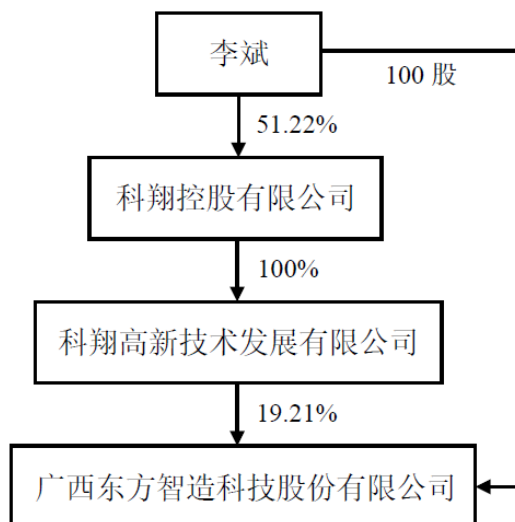 李斌
100 股
51.22%
科翔控股有限公司
100%
科翔高新技术发展有限公司
19.21%
广西东方智造科技股份有限公司